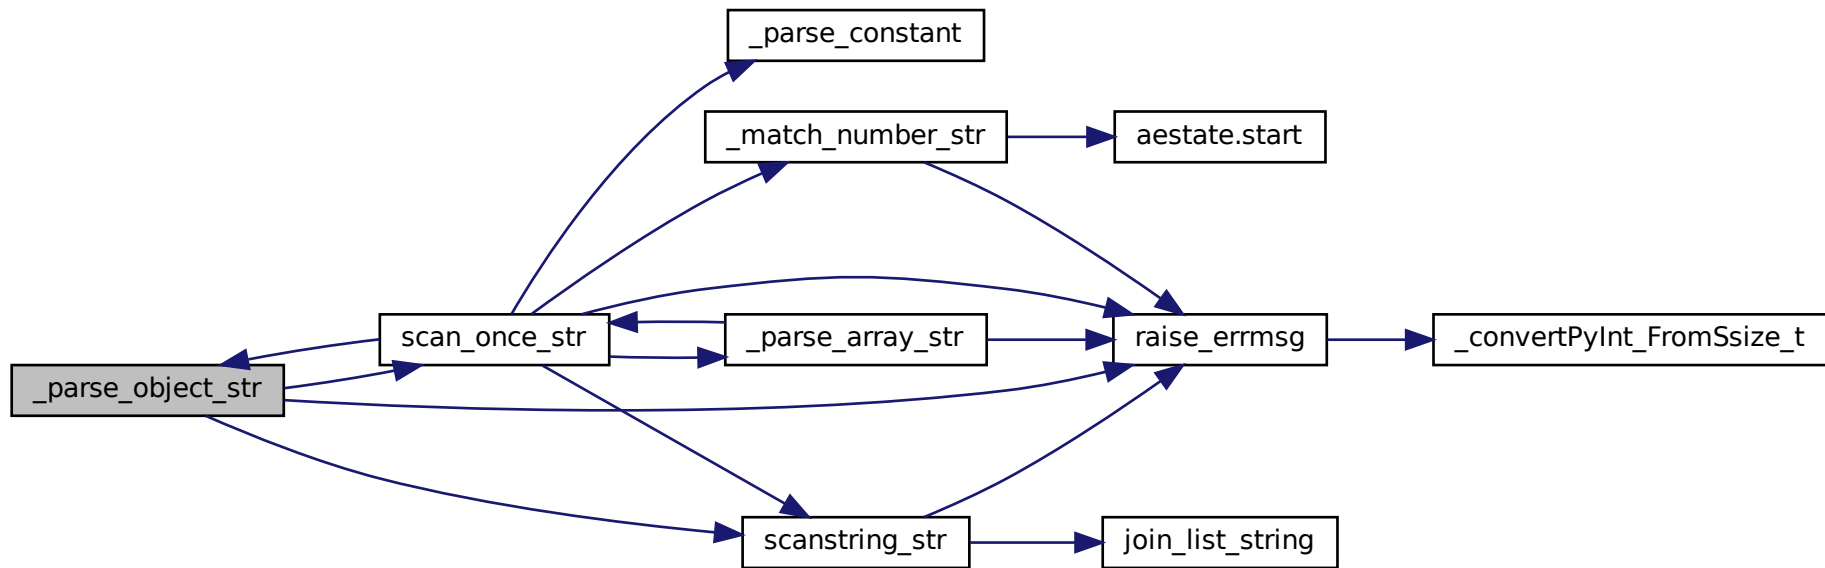 _parse_constant
_match_number_str
aestate.start
scan_once_str
_parse_array_str
raise_errmsg
_convertPyInt_FromSsize_t
_parse_object_str
scanstring_str
join_list_string